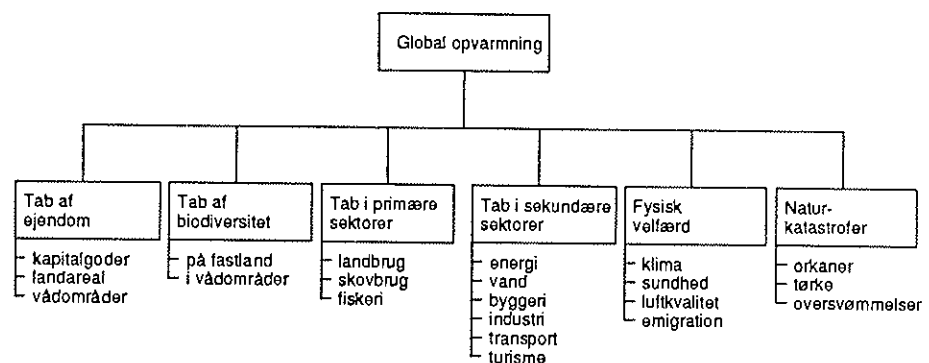 Global opvarmning
Tab af
ejendom
kapitalgoder
landareal
vådområder
Tab af
biodiversitet
på fastland
i vådområder
Tab i primære
sektorer
landbrug
skovbrug
fiskeri
Tab i sekundære
sektorer
energi
vand
byggeri
industri
transport
turisme
Fysisk
velfærd
klima
sundhed
luftkvalitet
emigration
Natur-
katastrofer
orkaner
tørke
oversvømmelser